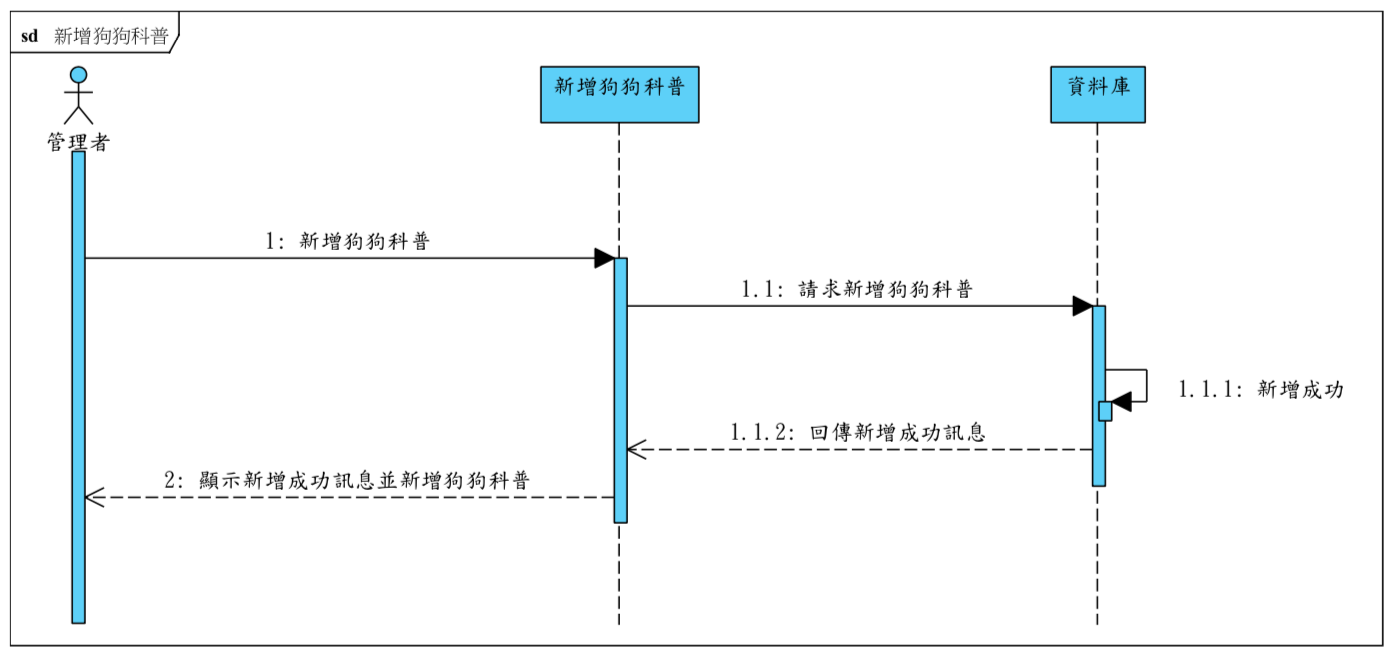 sd 新增狗狗科普
管理者
新增狗狗科普
資料庫
1: 新增狗狗科普
1.1: 請求新增狗狗科普
1.1.1: 新增成功
1.1.2: 回傳新增成功訊息
2: 顯示新增成功訊息並新增狗狗科普